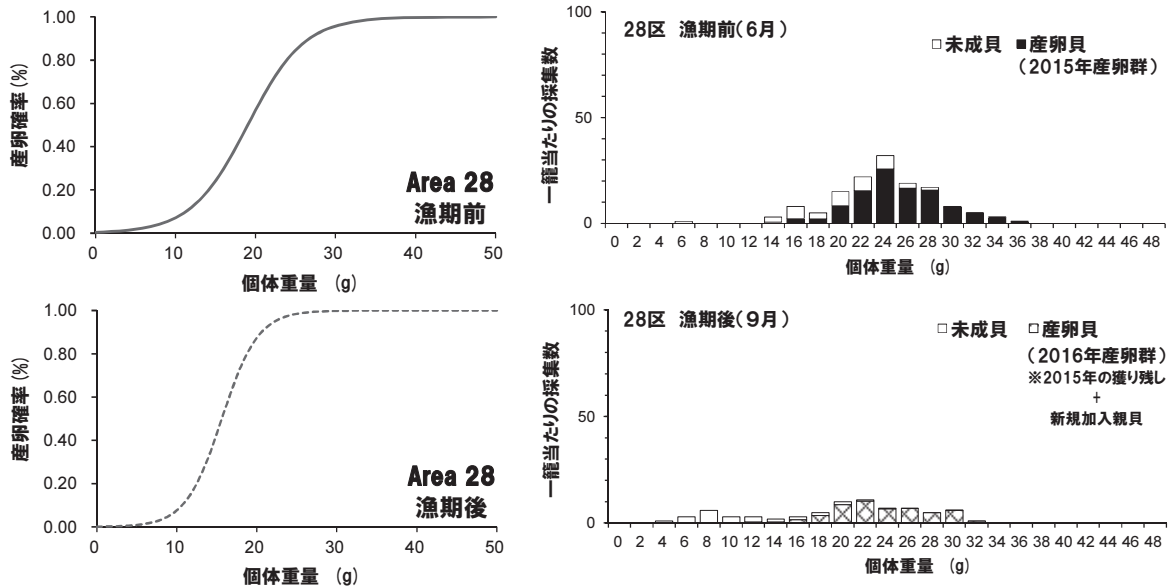 1.00
0.80
0.60
0.40
0.20
0.00
産卵確率(%)
0 10 20 30 40 50
個体重量 (g)
Area 28
漁期前
100
50
0
一籠当たりの採集数
28区 漁期前(6月)
□未成貝 ■産卵貝
(2015年産卵群)
0 2 4 6 8 10 12 14 16 18 20 22 24 26 28 30 32 34 36 38 40 42 44 46 48
個体重量 (g)
1.00
0.80
0.60
0.40
0.20
0.00
産卵確率(%)
0 10 20 30 40 50
個体重量 (g)
Area 28
漁期後
100
50
0
一籠当たりの採集数
28区 漁期後(9月)
□未成貝 産卵貝
(2016年産卵群)
※2015年の獲り残し
+
新規加入親貝
0 2 4 6 8 10 12 14 16 18 20 22 24 26 28 30 32 34 36 38 40 42 44 46 48
個体重量 (g)